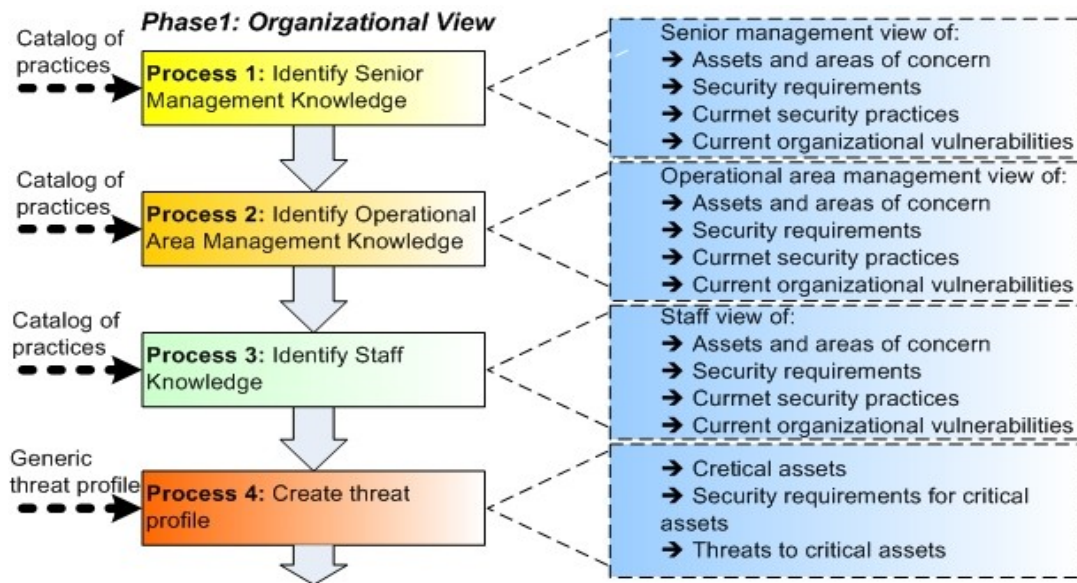 Phase1: Organizational View
Catalog of
practices
Process 1: Identify Senior
Management Knowledge
Senior management view of:
➔ Assets and areas of concern
➔ Security requirements
➔ Currnet security practices
➔ Current organizational vulnerabilities
Catalog of
practices
Process 2: Identify Operational
Area Management Knowledge
Operational area management view of:
➔ Assets and areas of concern
➔ Security requirements
➔ Currnet security practices
➔ Current organizational vulnerabilities
Catalog of
practices
Process 3: Identify Staff
Knowledge
Staff view of:
➔ Assets and areas of concern
➔ Security requirements
➔ Currnet security practices
➔ Current organizational vulnerabilities
Generic
threat profile
Process 4: Create threat
profile
➔ Cretical assets
➔ Security requirements for critical
assets
➔ Threats to critical assets